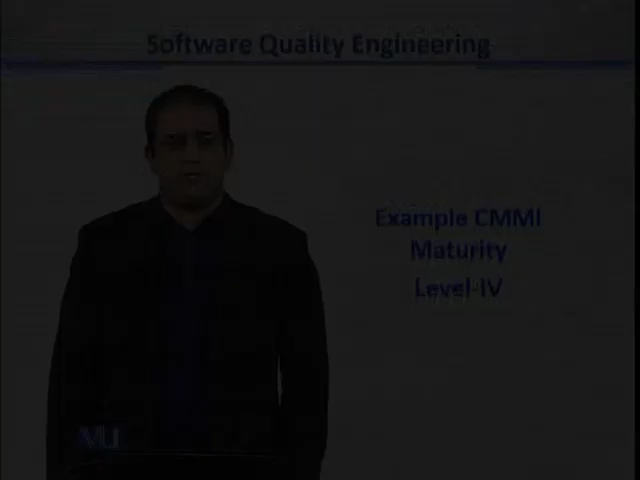 Software Quality Engineering
Example CMMI
Maturity
Level-IV
VU